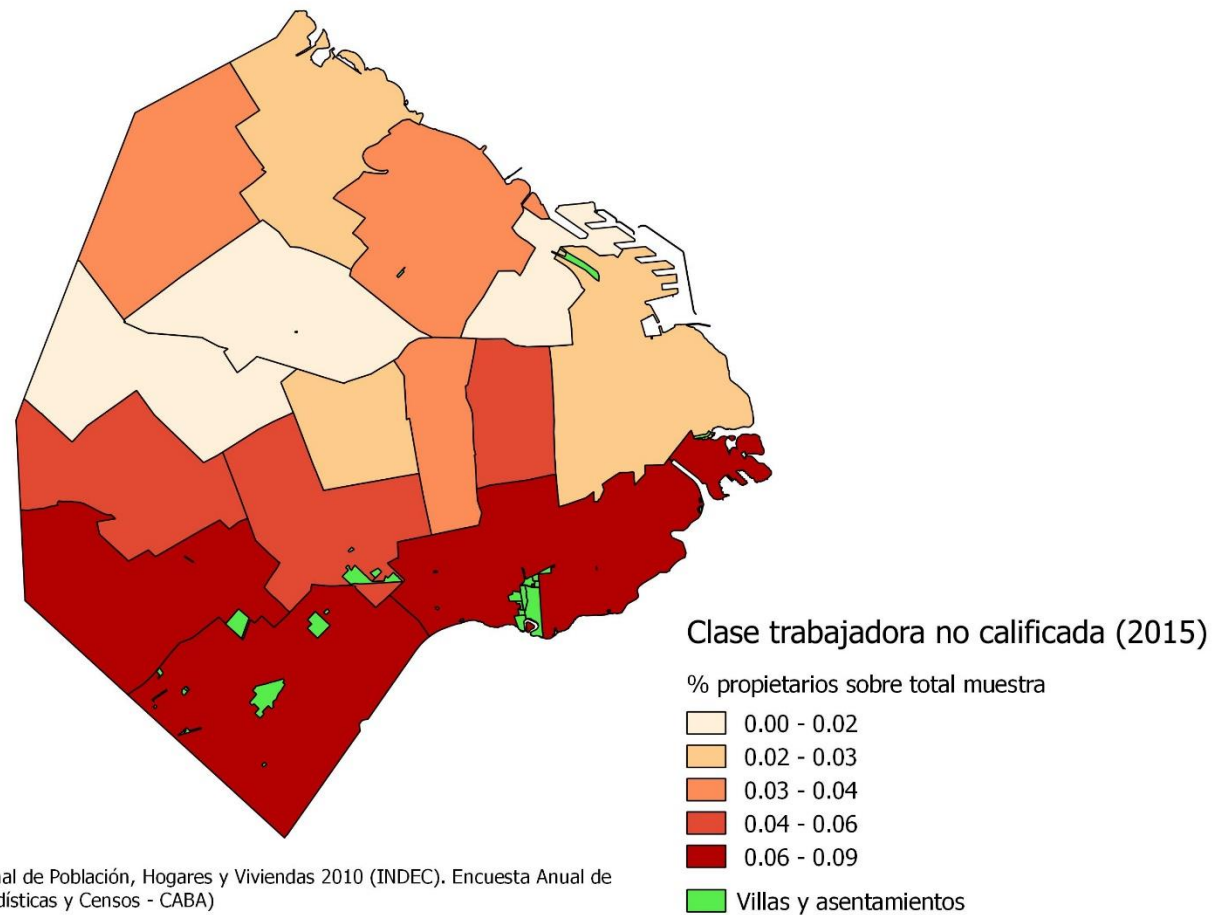 Clase trabajadora no calificada (2015)
% propietarios sobre total muestra
0.00 - 0.02
0.02 - 0.03
0.03 - 0.04
0.04 - 0.06
0.06 - 0.09
Villas y asentamientos
al de Población, Hogares y Viviendas 2010 (INDEC). Encuesta Anual de
dísticas y Censos - CABA)